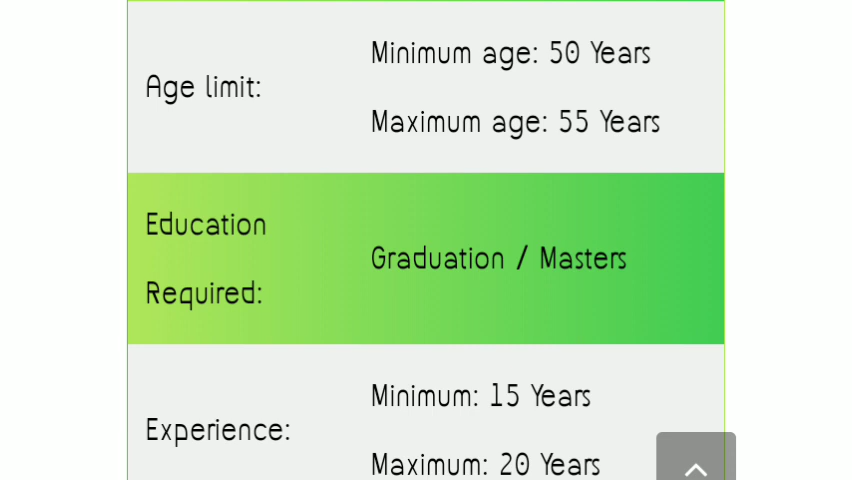 Minimum age: 50 Years
Age limit:
Maximum age: 55 Years
Education
Graduation / Masters
Required:
Minimum: 15 Years
Experience:
Maximum: 20 Years